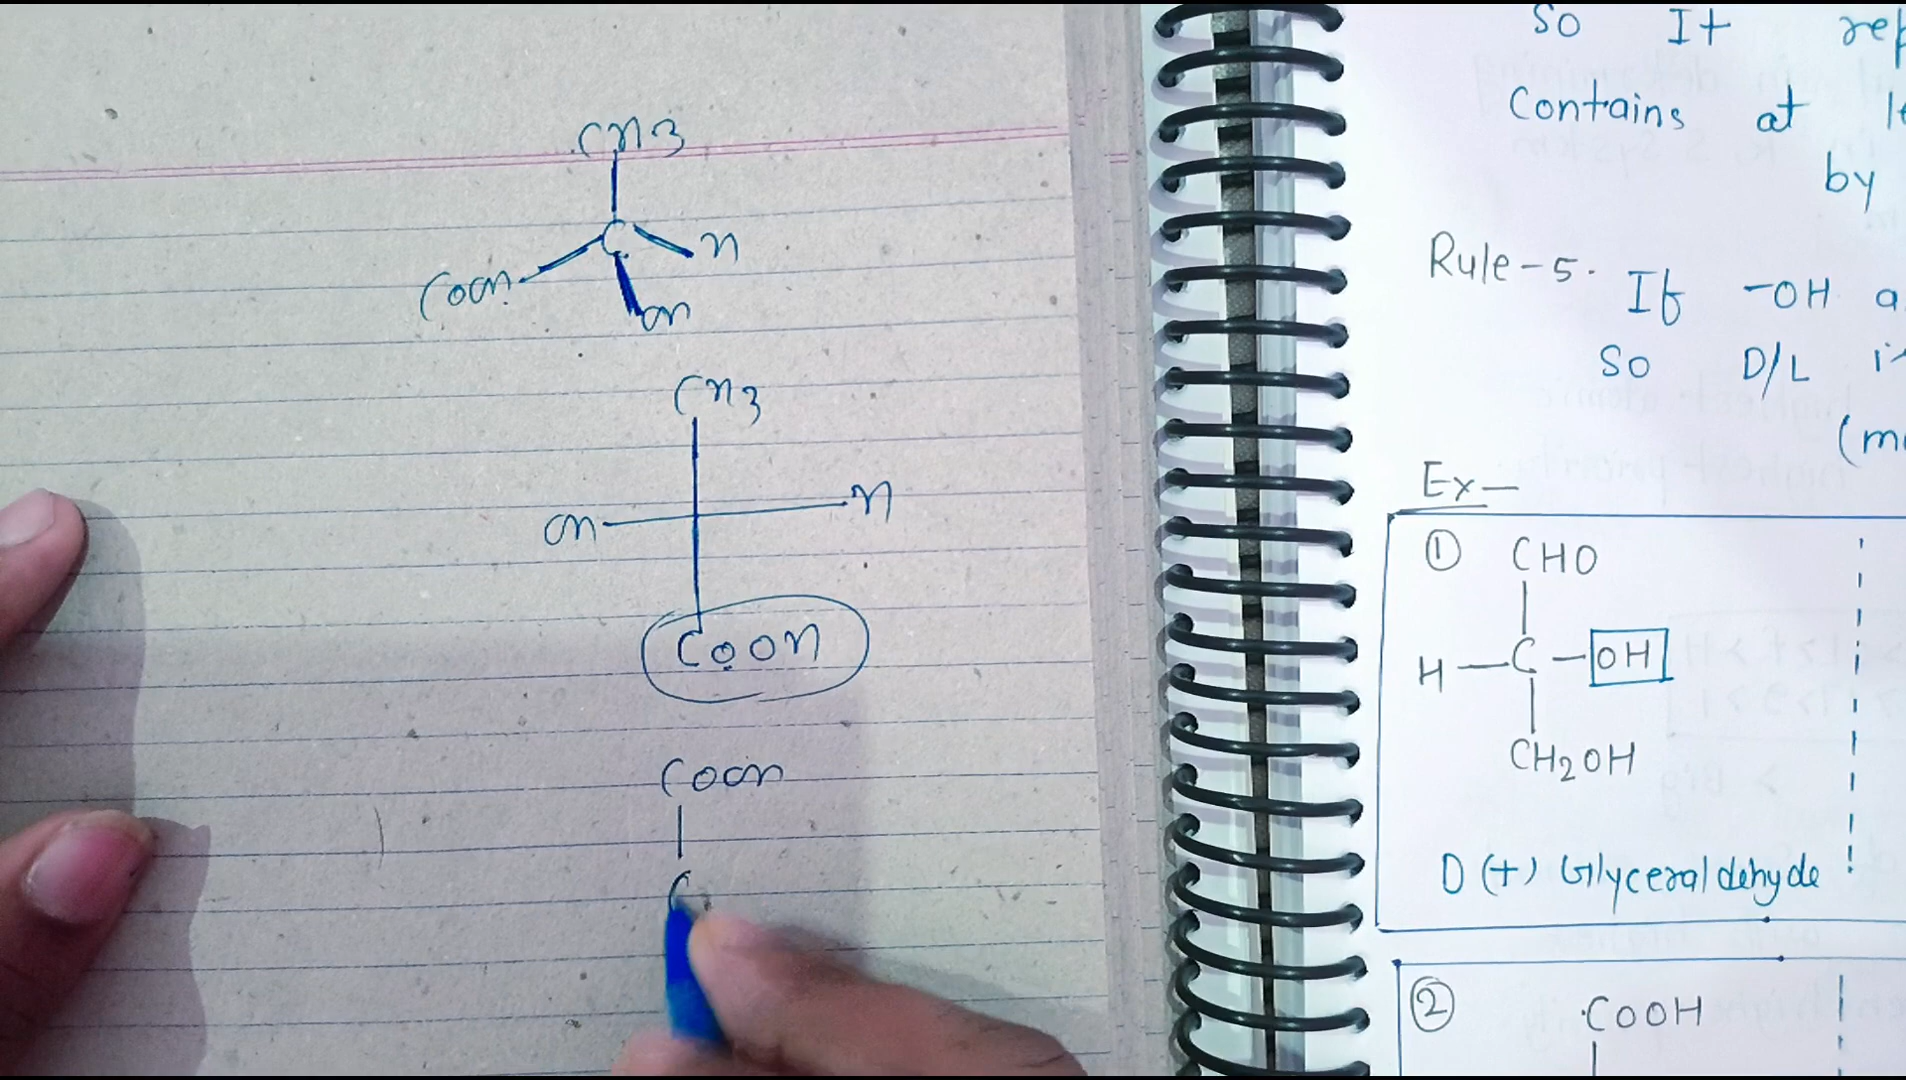 CH3
C
H
COOH
OH
CH3
OH
H
COOH
COOH
C
So It
Contains at
by
Rule-5. If -OH
So D/L
Ex-
① CHO
H-C-OH
CH2OH
D (+) Glyceraldehyde
② COOH